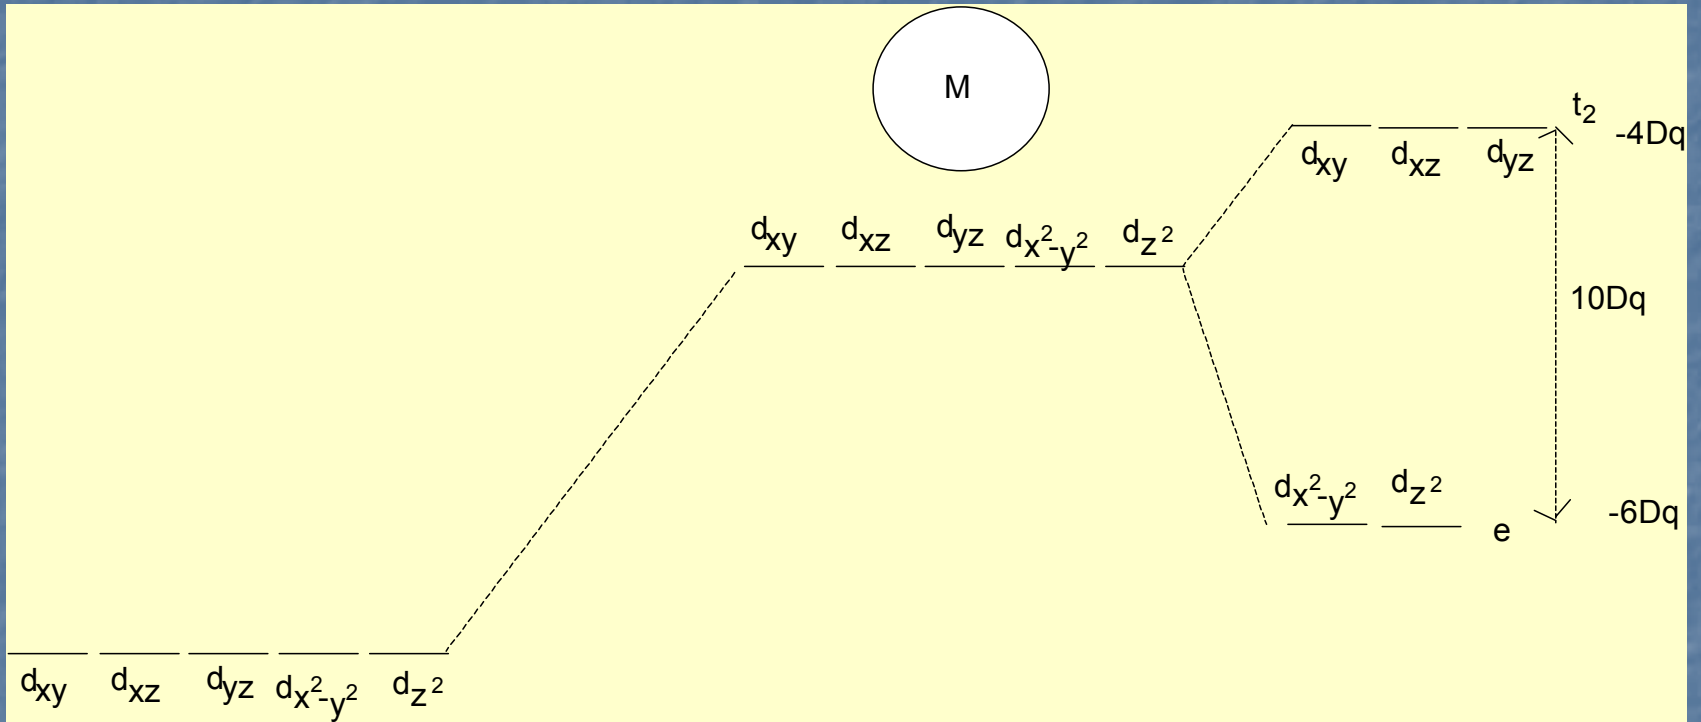 M
t2
-4Dq
dxy dxz dyz
dxy dxz dyz dx2-y2 dz2
10Dq
dx2-y2 dz2
e
-6Dq
dxy dxz dyz dx2-y2 dz2